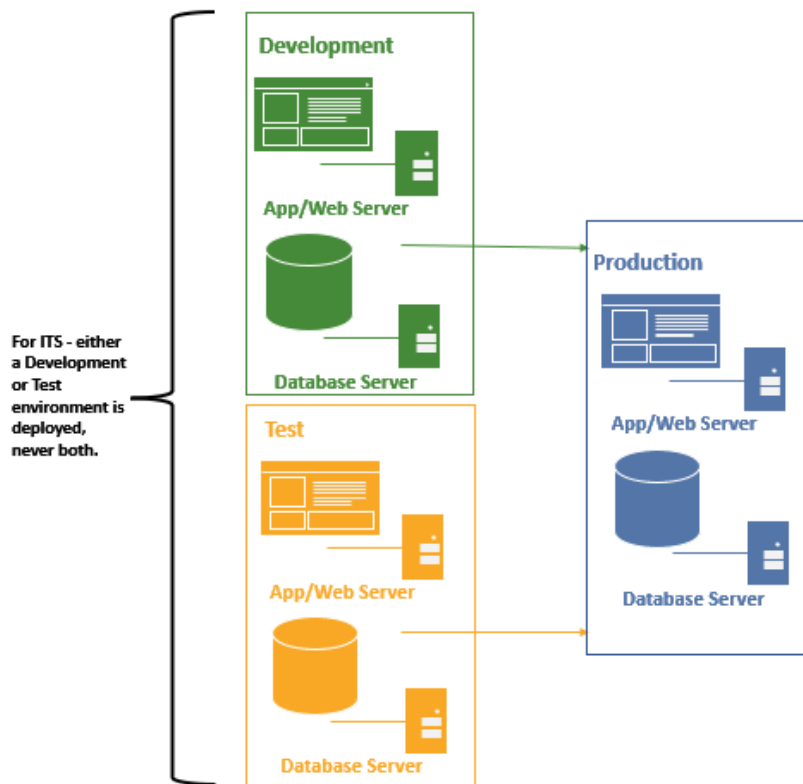 For ITS - either
a Development
or Test
environment is
deployed,
never both.
Development
App/Web Server
Database Server
Test
App/Web Server
Database Server
Production
App/Web Server
Database Server